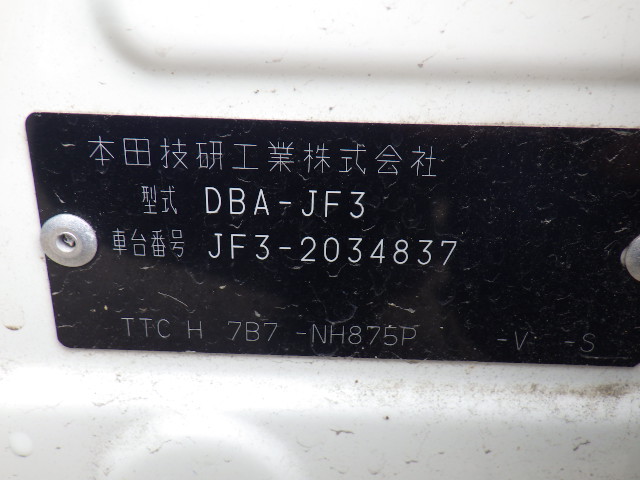 本田技研工業株式会社
型式 DBA-JF3
車台番号 JF3-2034837
TTC H 7B7 -NH875P -V -S